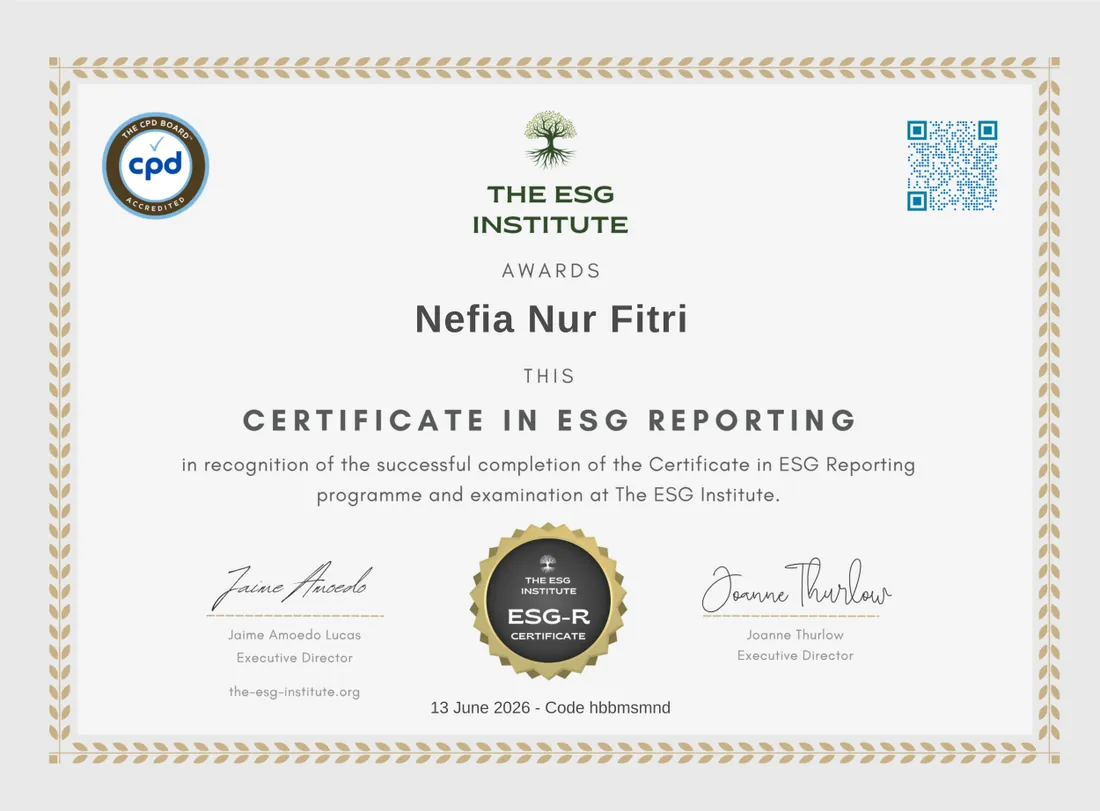 THE CPD BOARD™
cpd
ACCREDITED
THE ESG
INSTITUTE
AWARDS
Nefia Nur Fitri
THIS
CERTIFICATE IN ESG REPORTING
in recognition of the successful completion of the Certificate in ESG Reporting
programme and examination at The ESG Institute.
Jaime Amoedo
Jaime Amoedo Lucas
Executive Director
the-esg-institute.org
THE ESG
INSTITUTE
ESG-R
CERTIFICATE
Joanne Thurlow
Joanne Thurlow
Executive Director
13 June 2026 - Code hbbmsmnd